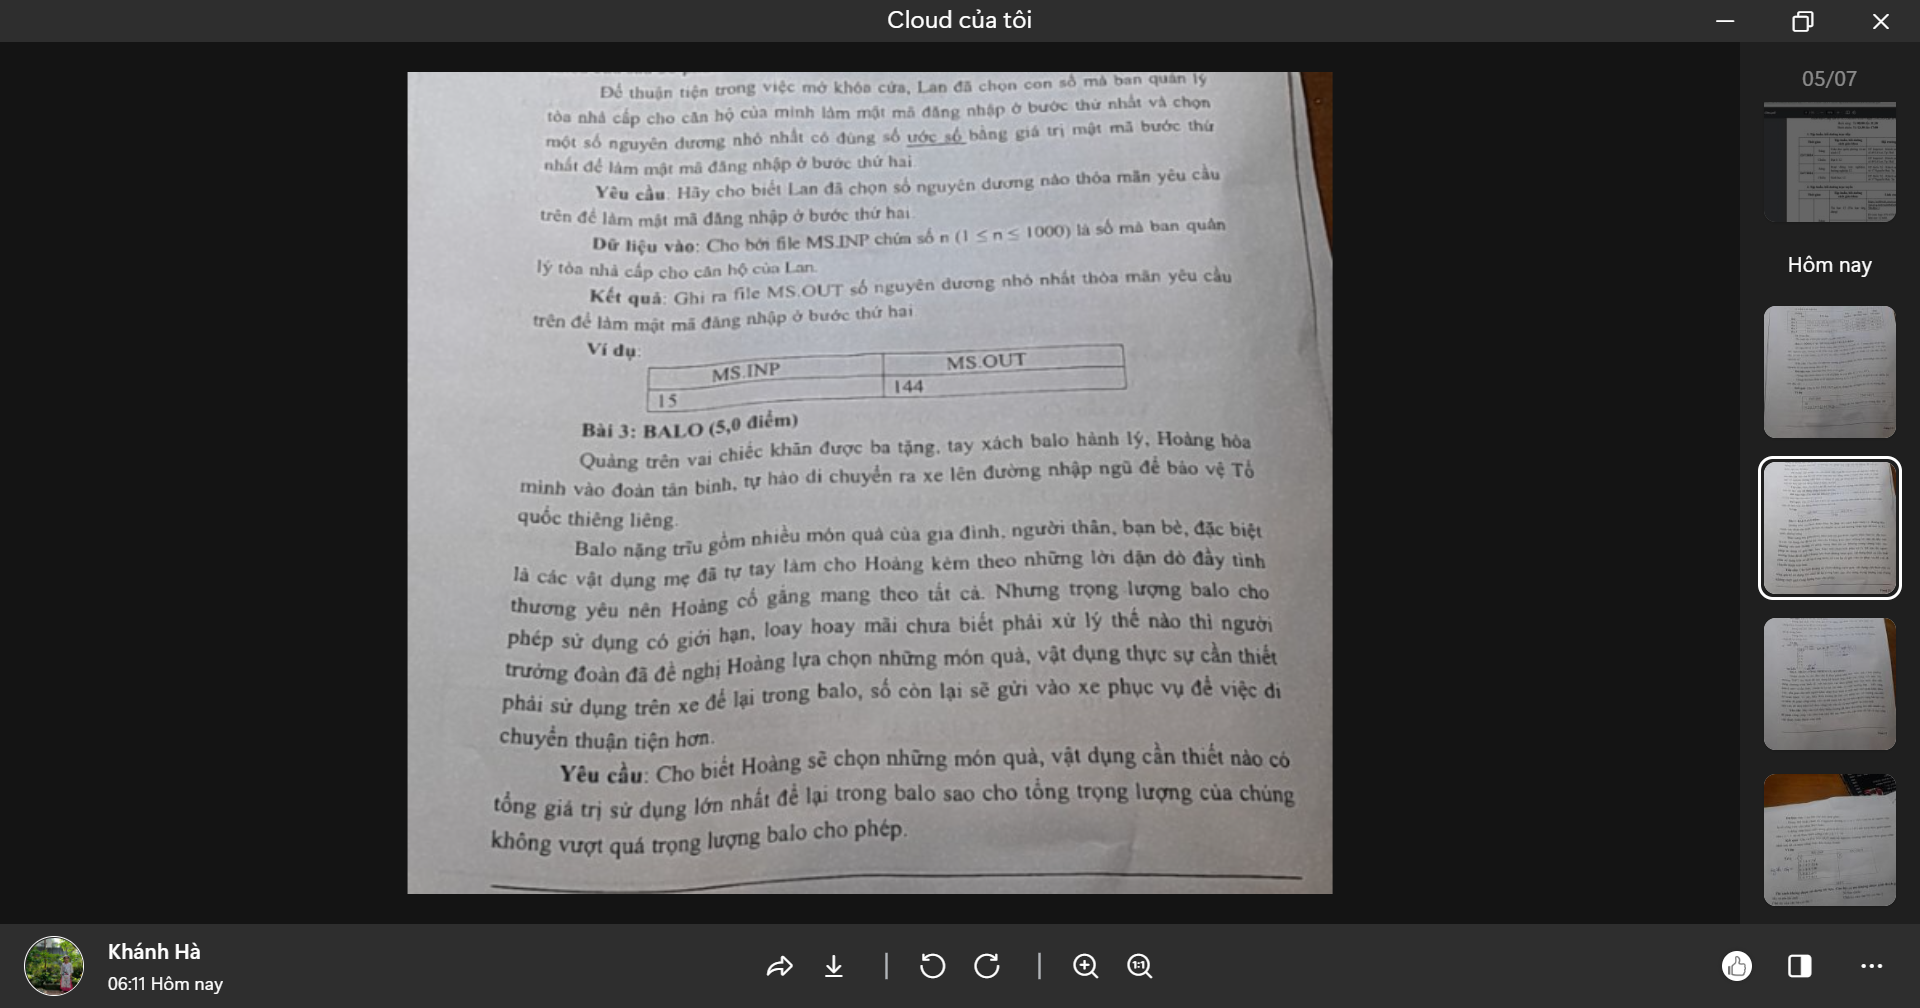 Cloud của tôi
05/07
Hôm nay
Để thuận tiện trong việc mở khóa cửa, Lan đã chọn con số mà ban quản lý
tòa nhà cấp cho căn hộ của mình làm mật mã đăng nhập ở bước thứ nhất và chọn
một số nguyên dương nhỏ nhất có đúng số ước số bằng giá trị mật mã bước thứ
nhất để làm mật mã đăng nhập ở bước thứ hai.
Yêu cầu: Hãy cho biết Lan đã chọn số nguyên dương nào thỏa mãn yêu cầu
trên để làm mật mã đăng nhập ở bước thứ hai.
Dữ liệu vào: Cho bởi file MS.INP chứa số n (1 ≤ n ≤ 1000) là số mà ban quản
lý tòa nhà cấp cho căn hộ của Lan.
Kết quả: Ghi ra file MS.OUT số nguyên dương nhỏ nhất thỏa mãn yêu cầu
trên để làm mật mã đăng nhập ở bước thứ hai
Ví dụ:
MS.INP MS.OUT
15 144
Bài 3: BALO (5,0 điểm)
Quàng trên vai chiếc khăn được ba tặng, tay xách balo hành lý, Hoàng hòa
mình vào đoàn tân binh, tự hào di chuyển ra xe lên đường nhập ngũ để bảo vệ Tổ
quốc thiêng liêng.
Balo nặng trĩu gồm nhiều món quà của gia đình, người thân, bạn bè, đặc biệt
là các vật dụng mẹ đã tự tay làm cho Hoàng kèm theo những lời dặn dò đầy tình
thương yêu nên Hoàng cố gắng mang theo tất cả. Nhưng trọng lượng balo cho
phép sử dụng có giới hạn, loay hoay mãi chưa biết phải xử lý thế nào thì người
trưởng đoàn đã đề nghị Hoàng lựa chọn những món quà, vật dụng thực sự cần thiết
phải sử dụng trên xe để lại trong balo, số còn lại sẽ gửi vào xe phục vụ để việc di
chuyển thuận tiện hơn.
Yêu cầu: Cho biết Hoàng sẽ chọn những món quà, vật dụng cần thiết nào có
tổng giá trị sử dụng lớn nhất để lại trong balo sao cho tổng trọng lượng của chúng
không vượt quá trọng lượng balo cho phép.
Khánh Hà
06:11 Hôm nay
1:1